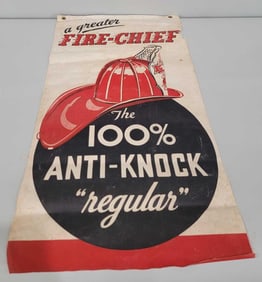 a greater
FIRE-CHIEF
The
100%
ANTI-KNOCK
"regular"